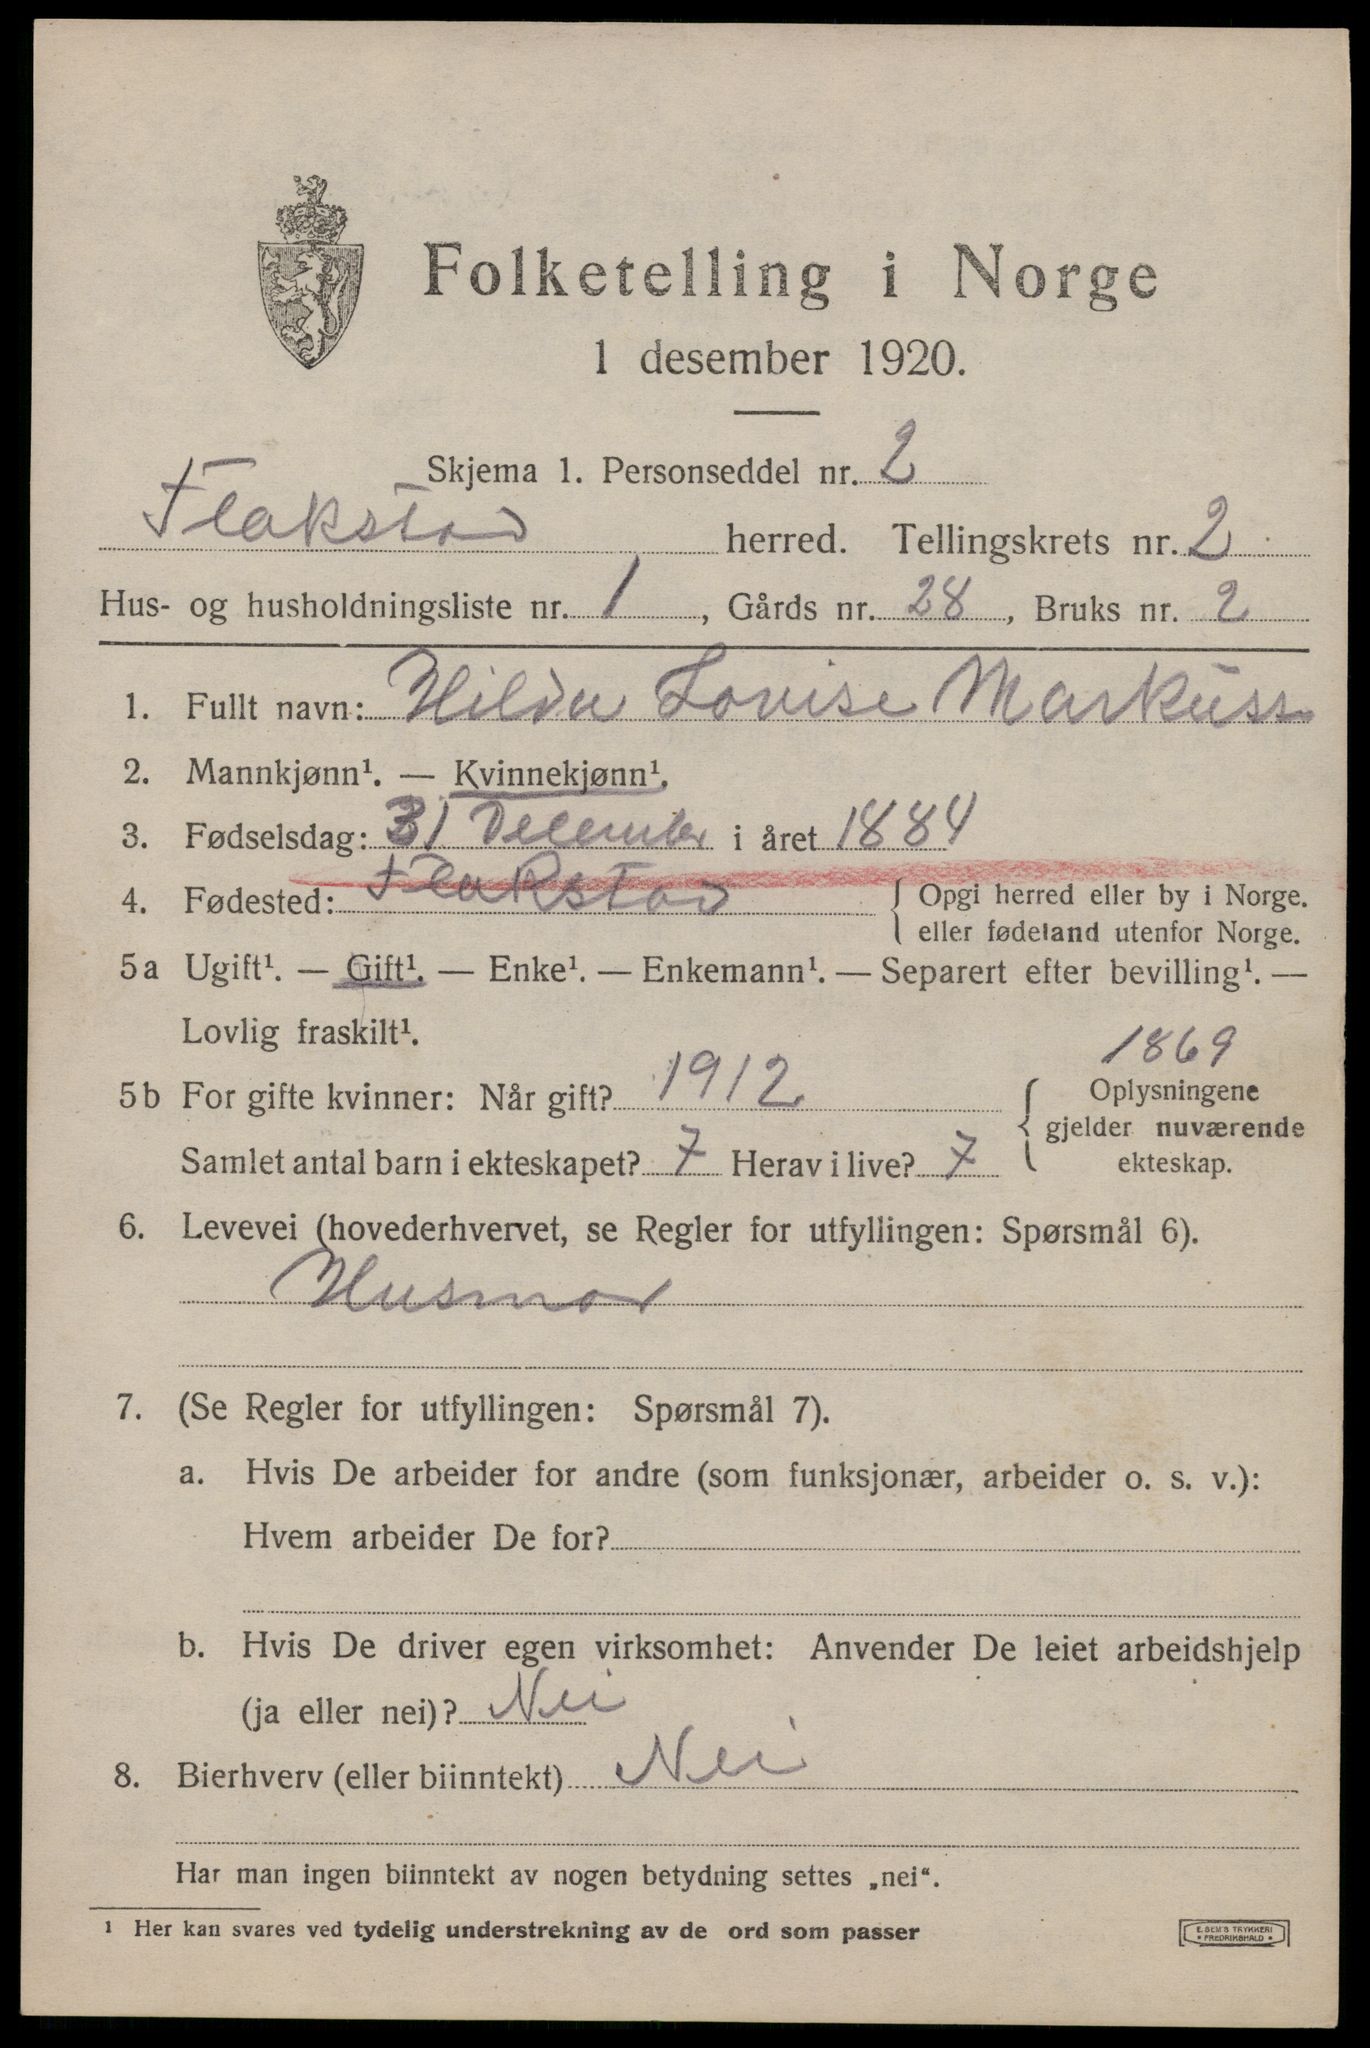 Folketelling i Norge
1 desember 1920.
Skjema 1. Personseddel nr. 2
Flakstad herred. Tellingskrets nr. 2
Hus- og husholdningsliste nr. 1, Gårds nr. 28, Bruks nr. 2
1. Fullt navn: Hilda Lovise Markuss
2. Mannkjønn¹. — Kvinnekjønn¹.
3. Fødselsdag: 31 December i året 1884
4. Fødested: Flakstad { Opgi herred eller by i Norge.
eller fødeland utenfor Norge.
5a Ugift¹. — Gift¹. — Enke¹. — Enkemann¹. — Separert efter bevilling¹. —
Lovlig fraskilt¹.
1869
5b For gifte kvinner: Når gift? 1912 { Oplysningene
gjelder nuværende
Samlet antal barn i ekteskapet? 7 Herav i live? 7 ekteskap.
6. Levevei (hovederhvervet, se Regler for utfyllingen: Spørsmål 6).
Husmor
7. (Se Regler for utfyllingen: Spørsmål 7).
a. Hvis De arbeider for andre (som funksjonær, arbeider o. s. v.):
Hvem arbeider De for?
b. Hvis De driver egen virksomhet: Anvender De leiet arbeidshjelp
(ja eller nei)? Nei
8. Bierhverv (eller biinntekt) Nei
Har man ingen biinntekt av nogen betydning settes „nei“.
¹ Her kan svares ved tydelig understrekning av de ord som passer
E. SEM'S TRYKKERI
• FREDRIKSHALD •